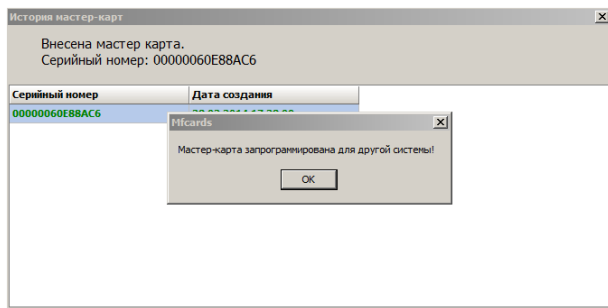 История мастер-карт
Внесена мастер карта.
Серийный номер: 00000060E88AC6
Серийный номер Дата создания
00000060E88AC6
Mfcards
Мастер-карта запрограммирована для другой системы!
OK